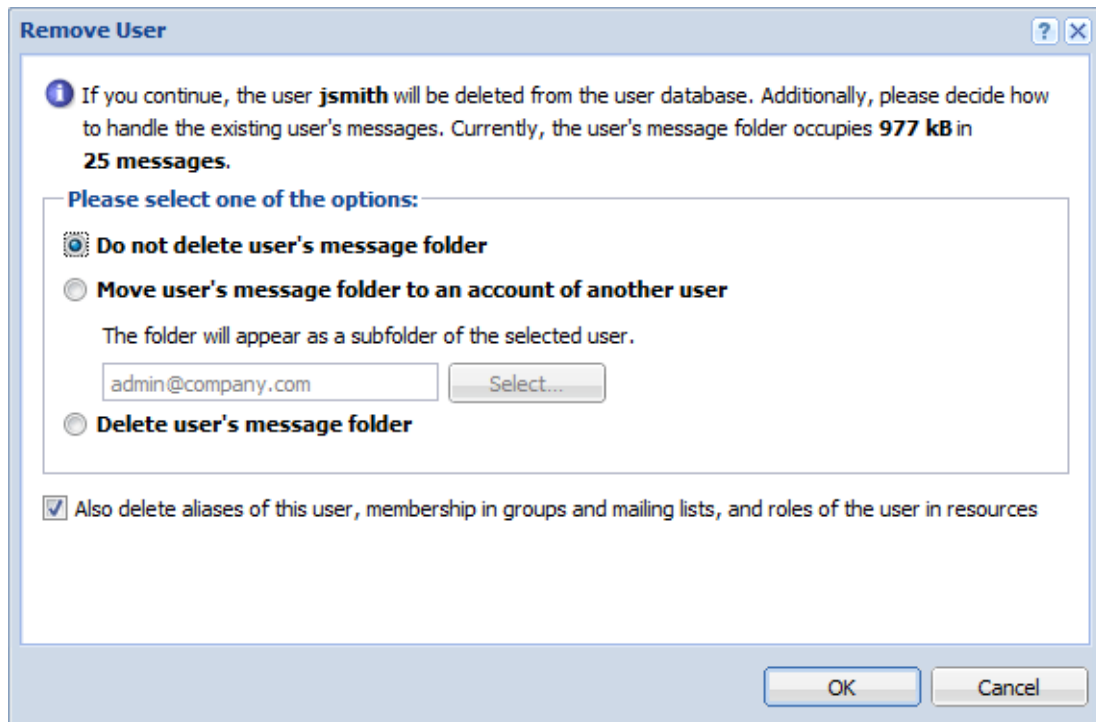 Remove User
?
If you continue, the user jsmith will be deleted from the user database. Additionally, please decide how
to handle the existing user's messages. Currently, the user's message folder occupies 977 kB in
25 messages.
Please select one of the options:
Do not delete user's message folder
Move user's message folder to an account of another user
The folder will appear as a subfolder of the selected user.
admin@company.com Select...
Delete user's message folder
Also delete aliases of this user, membership in groups and mailing lists, and roles of the user in resources
OK Cancel